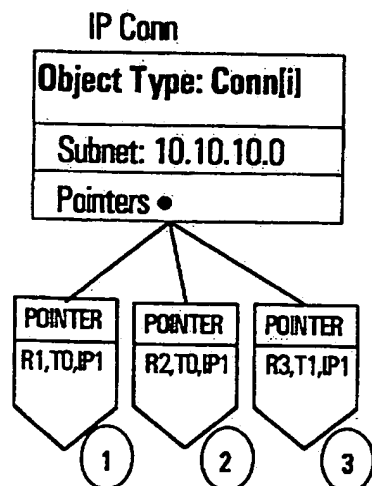 IP Conn
Object Type: Conn[i]
Subnet: 10.10.10.0
Pointers
POINTER
R1,T0,IP1
POINTER
R2,T0,IP1
POINTER
R3,T1,IP1
1
2
3